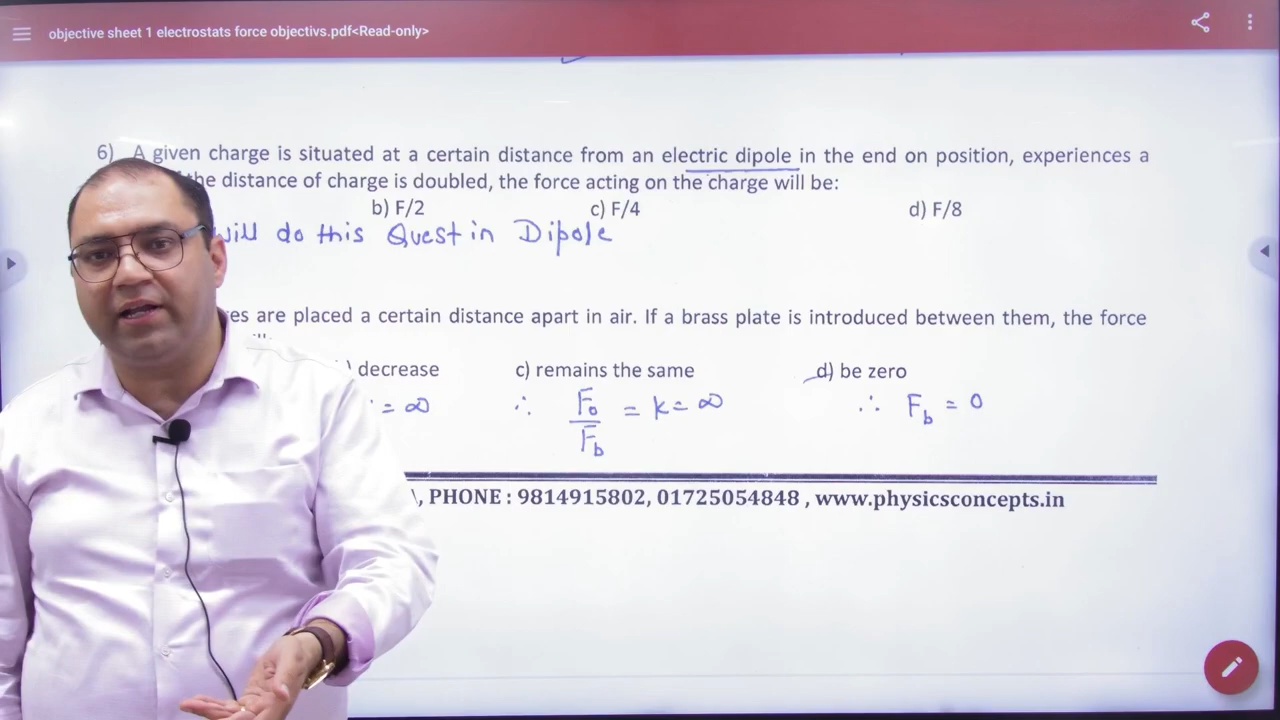 objective sheet 1 electrostats force objectivs.pdf<Read-only>
6) A given charge is situated at a certain distance from an electric dipole in the end on position, experiences a
the distance of charge is doubled, the force acting on the charge will be:
b) F/2 c) F/4 d) F/8
will do this Quest in Dipole
are placed a certain distance apart in air. If a brass plate is introduced between them, the force
decrease c) remains the same d) be zero
= ∞ ∴ F₀/F_b = K = ∞ ∴ F_b = 0
, PHONE : 9814915802, 01725054848 , www.physicsconcepts.in